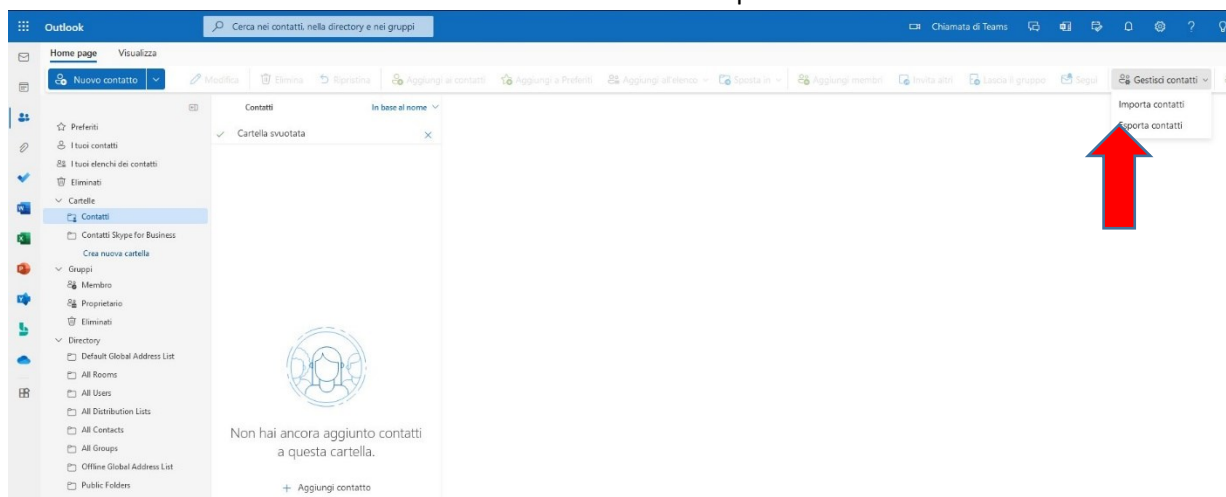 Outlook
Cerca nei contatti, nella directory e nei gruppi
Chiamata di Teams
Home page Visualizza
Nuovo contatto Modifica Elimina Ripristina Aggiungi ai contatti Aggiungi a Preferiti Aggiungi all'elenco Sposta in Aggiungi membri Invita altri Lascia il gruppo Segui Gestisci contatti
Importa contatti
Esporta contatti
Contatti In base al nome
Cartella svuotata
Preferiti
I tuoi contatti
I tuoi elenchi dei contatti
Eliminati
Cartelle
Contatti
Contatti Skype for Business
Crea nuova cartella
Gruppi
Membro
Proprietario
Eliminati
Directory
Default Global Address List
All Rooms
All Users
All Distribution Lists
All Contacts
All Groups
Offline Global Address List
Public Folders
Non hai ancora aggiunto contatti
a questa cartella.
+ Aggiungi contatto